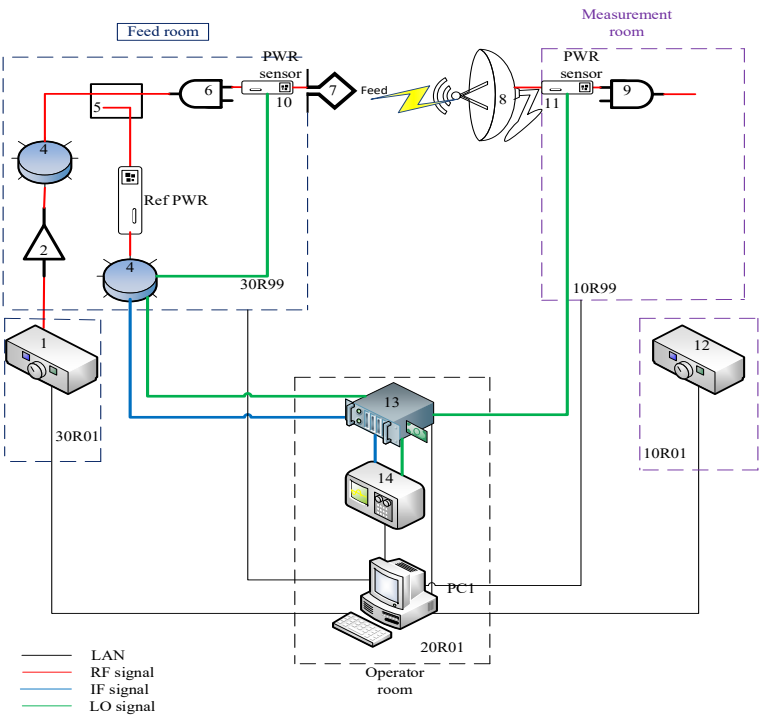 Measurement
room
Feed room
PWR
sensor
PWR
sensor
6
10
7
Feed
8
11
9
5
4
Ref PWR
2
4
30R99
10R99
1
12
13
30R01
10R01
14
PC1
20R01
LAN
RF signal
IF signal
LO signal
Operator
room